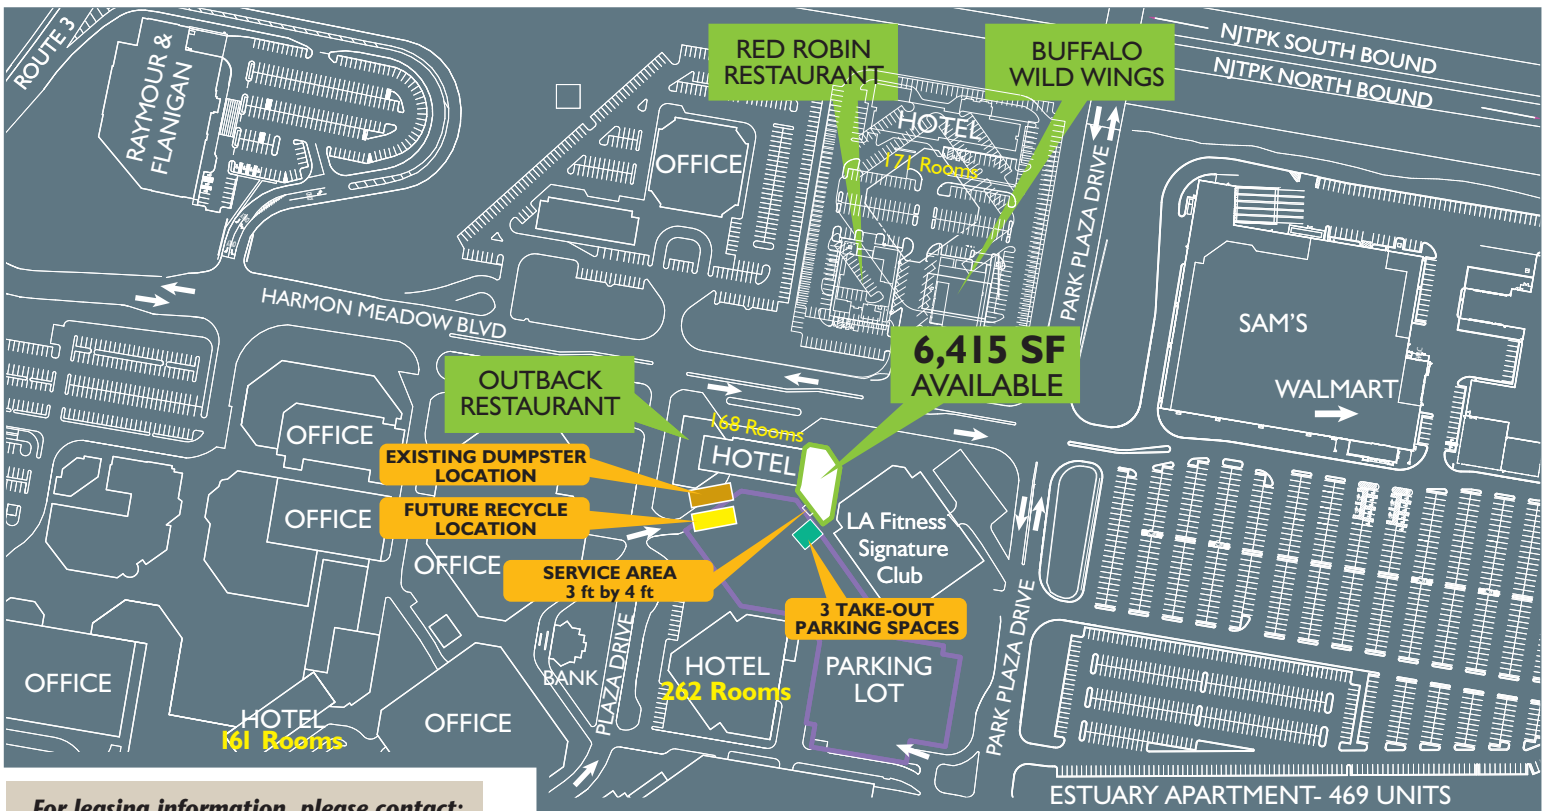 ROUTE 3
RAYMOUR &
FLANIGAN
RED ROBIN
RESTAURANT
BUFFALO
WILD WINGS
NJTPK SOUTH BOUND
NJTPK NORTH BOUND
HOTEL
171 Rooms
OFFICE
PARK PLAZA DRIVE
HARMON MEADOW BLVD
SAM'S
WALMART
6,415 SF
AVAILABLE
OUTBACK
RESTAURANT
168 Rooms
HOTEL
OFFICE
EXISTING DUMPSTER
LOCATION
FUTURE RECYCLE
LOCATION
OFFICE
OFFICE
LA Fitness
Signature
Club
SERVICE AREA
3 ft by 4 ft
3 TAKE-OUT
PARKING SPACES
PLAZA DRIVE
BANK
HOTEL
262 Rooms
PARKING
LOT
PARK PLAZA DRIVE
OFFICE
HOTEL
161 Rooms
OFFICE
ESTUARY APARTMENT- 469 UNITS
For leasing information, please contact: